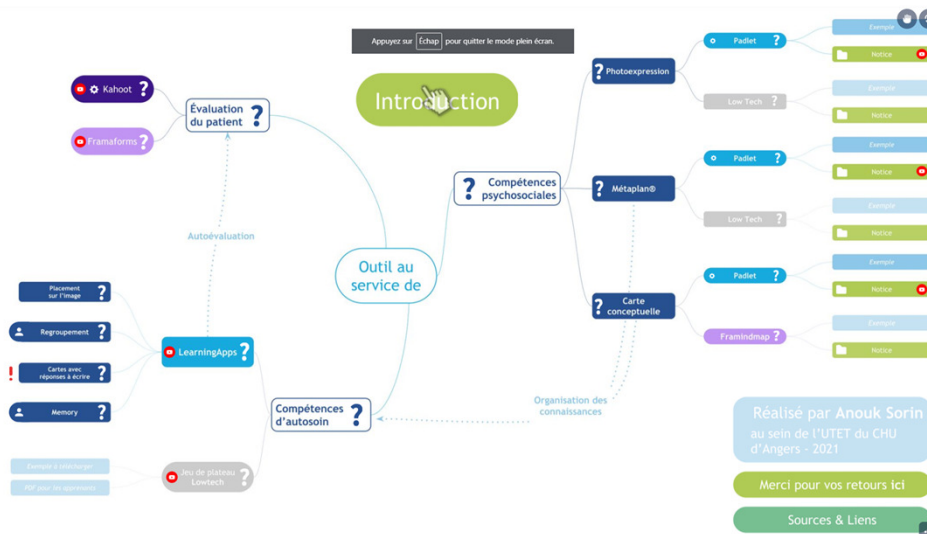 Appuyez sur Échap pour quitter le mode plein écran.
Introduction
Kahoot ?
Framaforms ?
Évaluation
du patient ?
Autoévaluation
Outil au
service de
? Compétences
psychosociales
? Photoexpression
Padlet ?
Exemple
Notice
Low Tech ?
Exemple
Notice
? Métaplan®
Padlet ?
Exemple
Notice
Low Tech ?
Exemple
Notice
? Carte
conceptuelle
Padlet ?
Exemple
Notice
Framindmap ?
Exemple
Notice
Organisation des
connaissances
Placement
sur l'image ?
Regroupement ?
! Cartes avec
réponses à écrire ?
Memory ?
LearningApps ?
Compétences
d'autosoin ?
Jeu de plateau
Lowtech ?
Exemple à télécharger
PDF pour les apprenants
Réalisé par Anouk Sorin
au sein de l'UTET du CHU
d'Angers - 2021
Merci pour vos retours ici
Sources & Liens